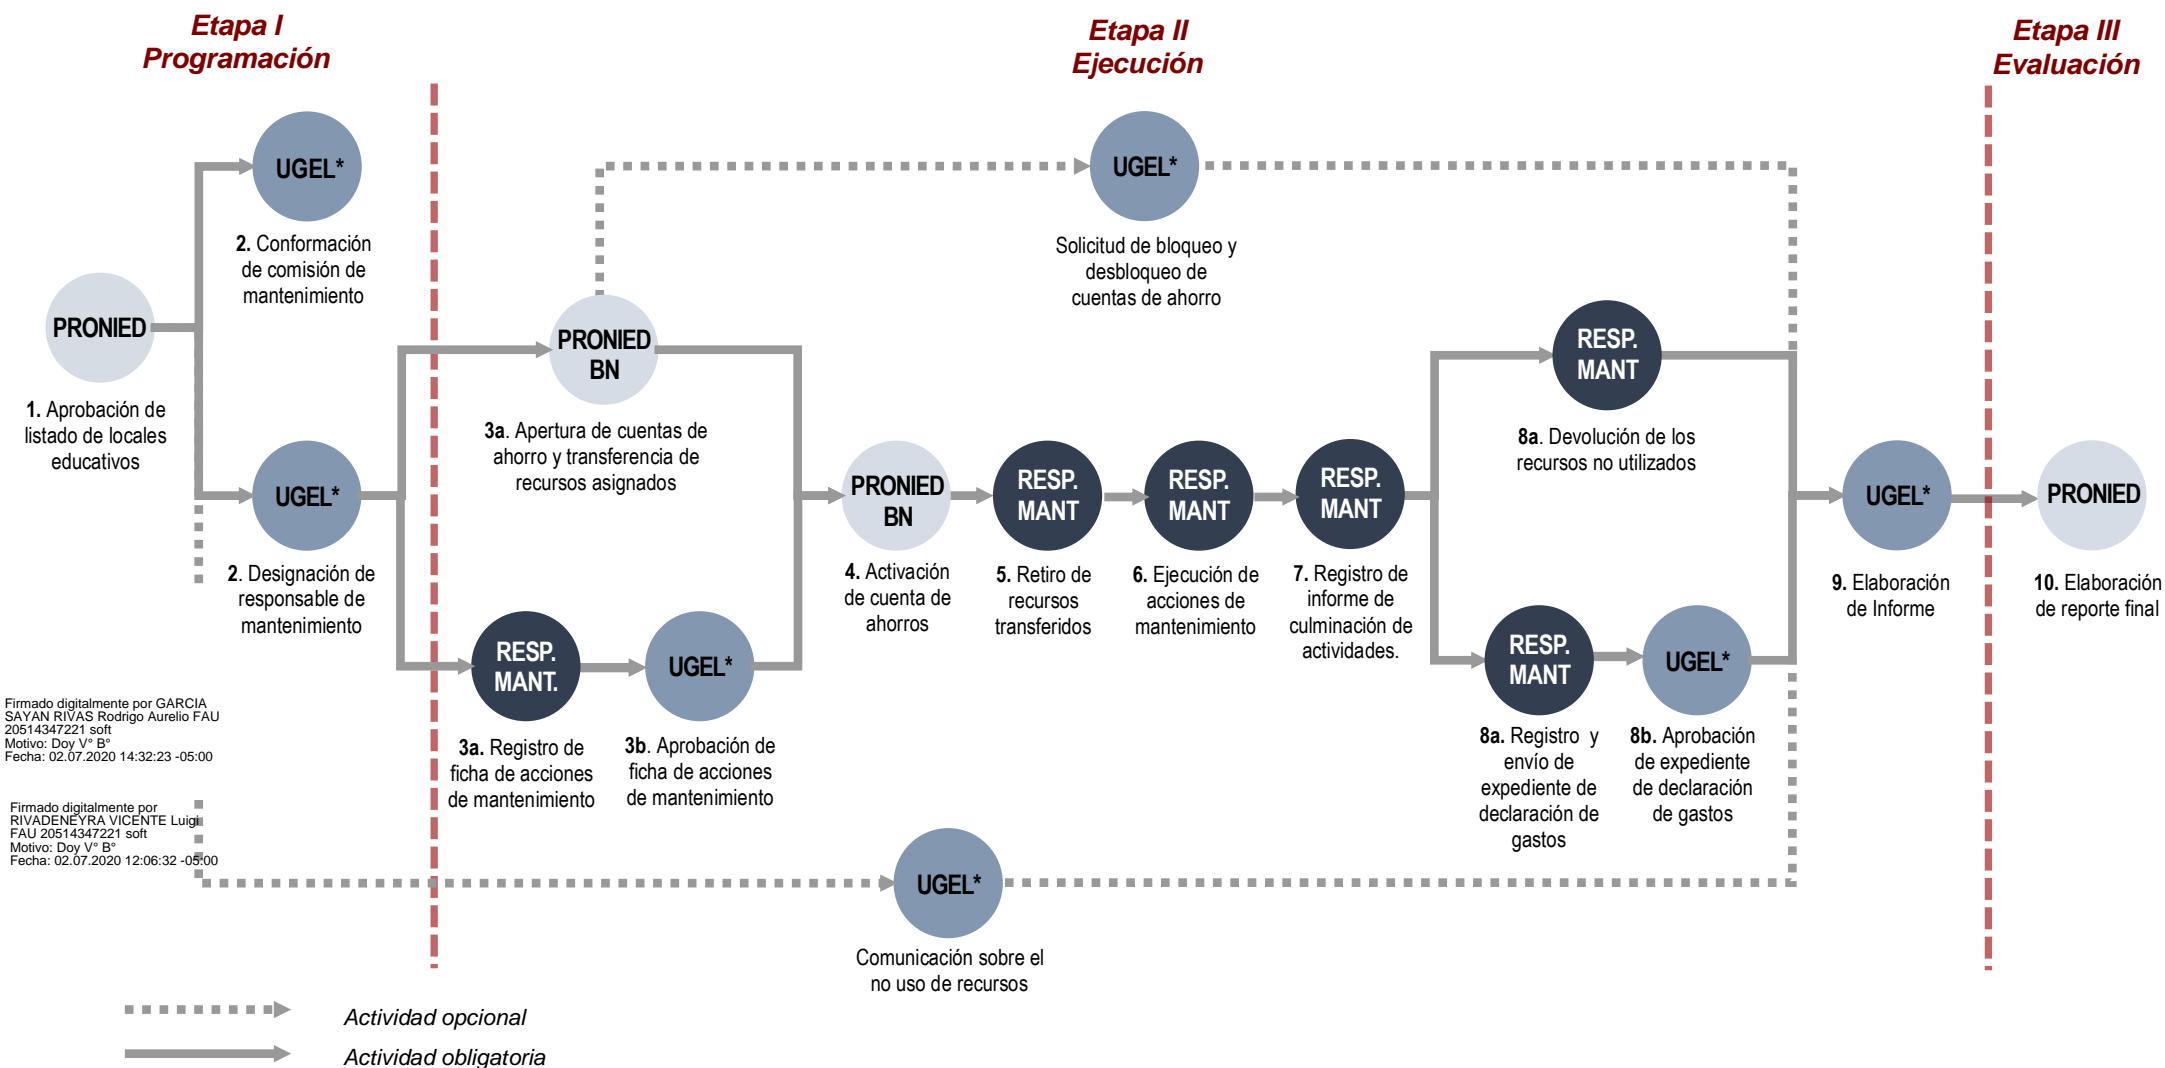 Etapa I
Programación
Etapa II
Ejecución
Etapa III
Evaluación
UGEL*
2. Conformación
de comisión de
mantenimiento
PRONIED
1. Aprobación de
listado de locales
educativos
UGEL*
2. Designación de
responsable de
mantenimiento
UGEL*
Solicitud de bloqueo y
desbloqueo de
cuentas de ahorro
PRONIED
BN
3a. Apertura de cuentas de
ahorro y transferencia de
recursos asignados
RESP.
MANT.
3a. Registro de
ficha de acciones
de mantenimiento
UGEL*
3b. Aprobación de
ficha de acciones
de mantenimiento
PRONIED
BN
4. Activación
de cuenta de
ahorros
RESP.
MANT
5. Retiro de
recursos
transferidos
RESP.
MANT
6. Ejecución de
acciones de
mantenimiento
RESP.
MANT
7. Registro de
informe de
culminación de
actividades.
RESP.
MANT
8a. Devolución de los
recursos no utilizados
RESP.
MANT
8a. Registro y
envío de
expediente de
declaración de
gastos
UGEL*
8b. Aprobación
de expediente
de declaración
de gastos
UGEL*
9. Elaboración
de Informe
PRONIED
10. Elaboración
de reporte final
Firmado digitalmente por GARCIA
SAYAN RIVAS Rodrigo Aurelio FAU
20514347221 soft
Motivo: Doy V° B°
Fecha: 02.07.2020 14:32:23 -05:00
Firmado digitalmente por
RIVADENEYRA VICENTE Luigi
FAU 20514347221 soft
Motivo: Doy V° B°
Fecha: 02.07.2020 12:06:32 -05:00
UGEL*
Comunicación sobre el
no uso de recursos
Actividad opcional
Actividad obligatoria